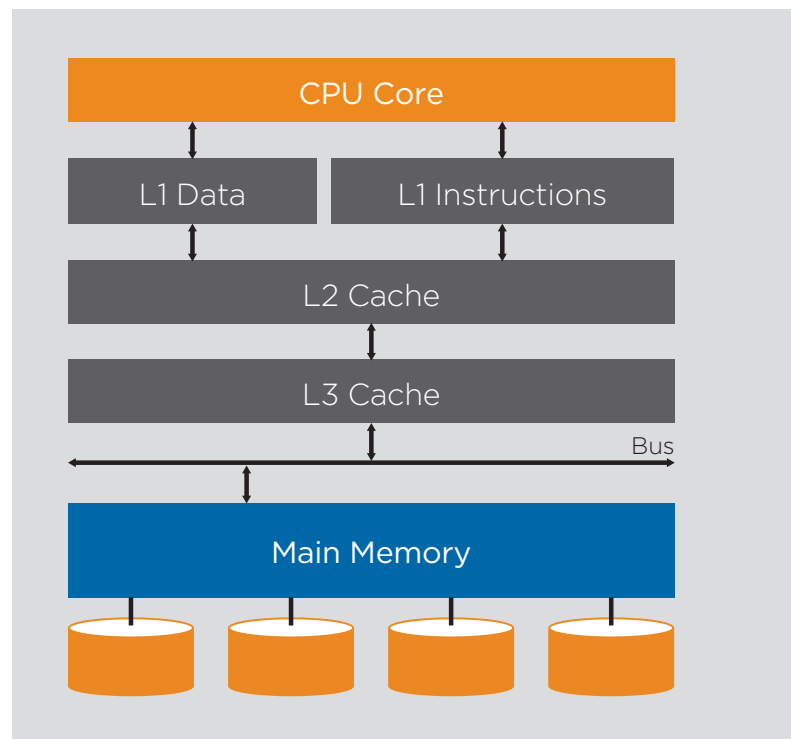 CPU Core
L1 Data
L1 Instructions
L2 Cache
L3 Cache
Bus
Main Memory